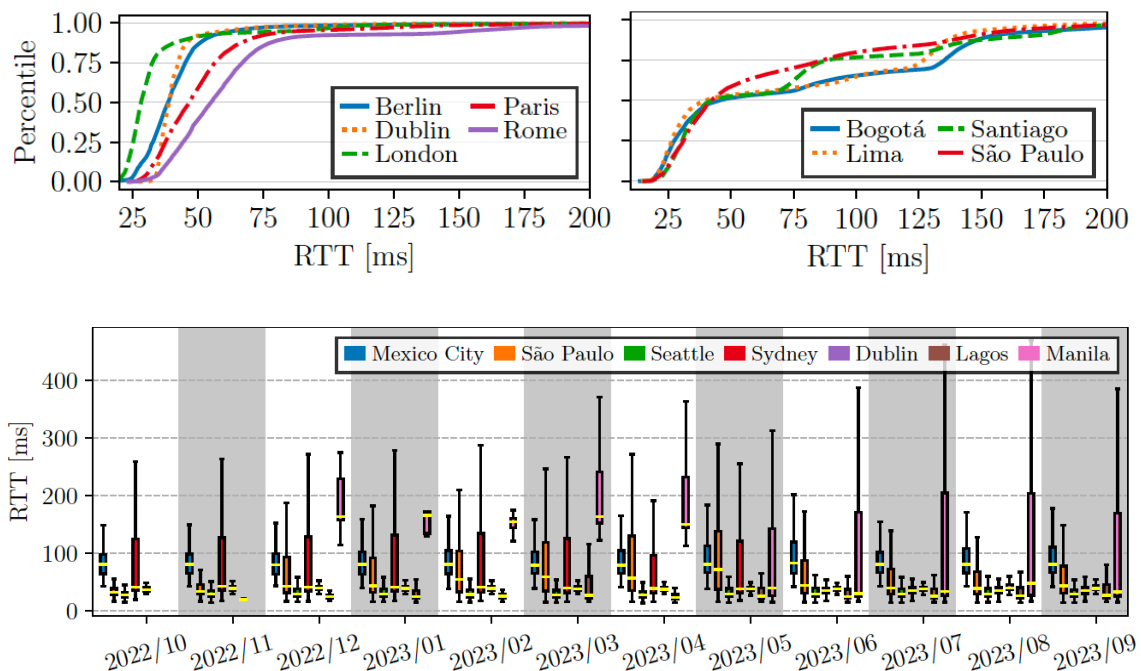 1.00
0.75
0.50
0.25
0.00
Percentile
Berlin
Dublin
London
Paris
Rome
25 50 75 100 125 150 175 200
RTT [ms]
Bogotá
Lima
Santiago
São Paulo
25 50 75 100 125 150 175 200
RTT [ms]
Mexico City São Paulo Seattle Sydney Dublin Lagos Manila
400
300
200
100
0
RTT [ms]
2022/10 2022/11 2022/12 2023/01 2023/02 2023/03 2023/04 2023/05 2023/06 2023/07 2023/08 2023/09